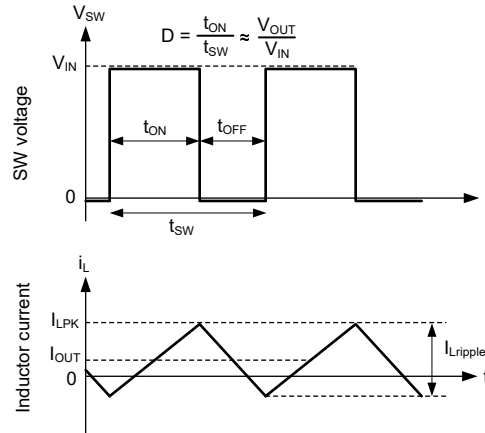 V_SW
D = t_ON / t_SW ≈ V_OUT / V_IN
V_IN
SW voltage
t_ON
t_OFF
0
t_SW
i_L
I_LPK
Inductor current
I_OUT
I_Lripple
0
t